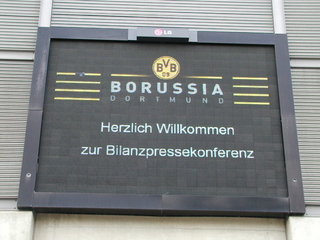 LG
BVB
09
BORUSSIA
DORTMUND
Herzlich Willkommen
zur Bilanzpressekonferenz